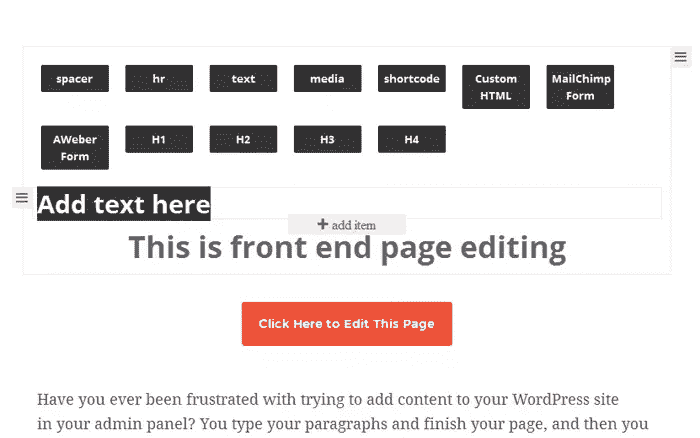 spacer hr text media shortcode Custom HTML MailChimp Form
AWeber Form H1 H2 H3 H4
Add text here
+ add item
This is front end page editing
Click Here to Edit This Page
Have you ever been frustrated with trying to add content to your WordPress site
in your admin panel? You type your paragraphs and finish your page, and then you